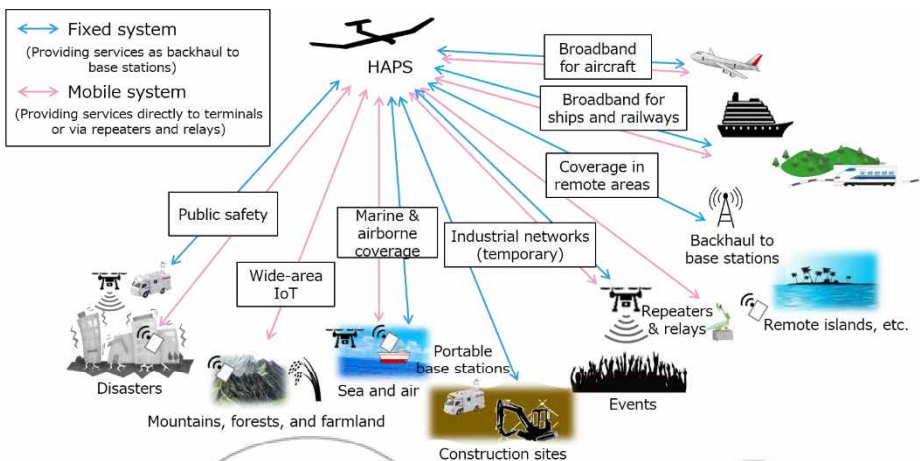 Fixed system
(Providing services as backhaul to
base stations)
Mobile system
(Providing services directly to terminals
or via repeaters and relays)
HAPS
Broadband
for aircraft
Broadband for
ships and railways
Coverage in
remote areas
Public safety
Marine &
airborne
coverage
Industrial networks
(temporary)
Wide-area
IoT
Backhaul to
base stations
Repeaters
& relays
Remote islands, etc.
Portable
base stations
Disasters
Sea and air
Events
Mountains, forests, and farmland
Construction sites